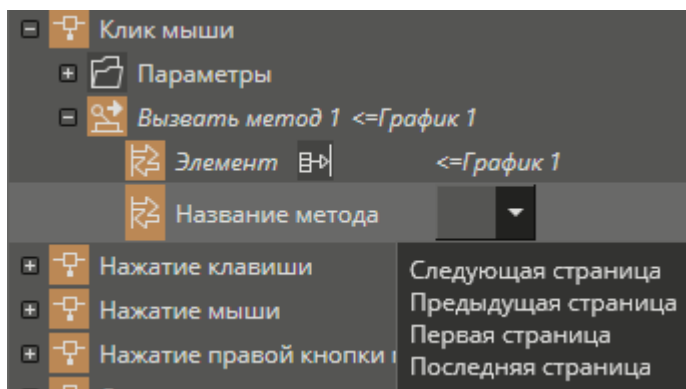 Клик мыши
Параметры
Вызвать метод 1 <=График 1
Элемент <=График 1
Название метода
Нажатие клавиши
Нажатие мыши
Нажатие правой кнопки
Следующая страница
Предыдущая страница
Первая страница
Последняя страница